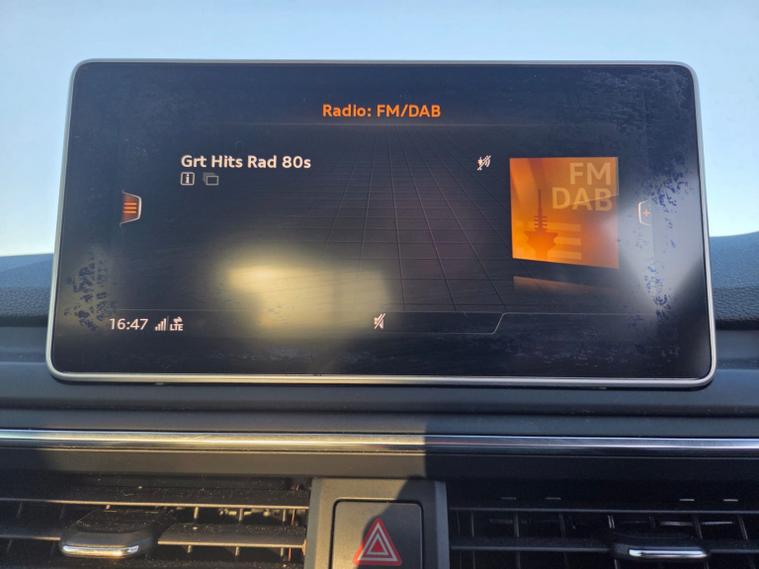 Radio: FM/DAB
Grt Hits Rad 80s
FM
DAB
16:47 LTE